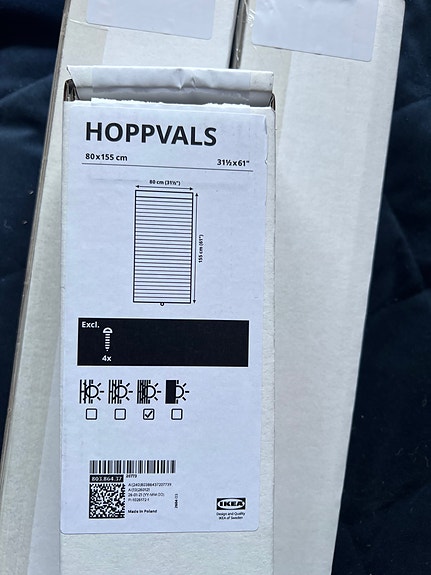 HOPPVALS
80x155 cm
31½x61"
80 cm (31½")
155 cm (61")
Excl.
4x
803.864.37
20773
Made in Poland
IKEA
Design and Quality
IKEA of Sweden